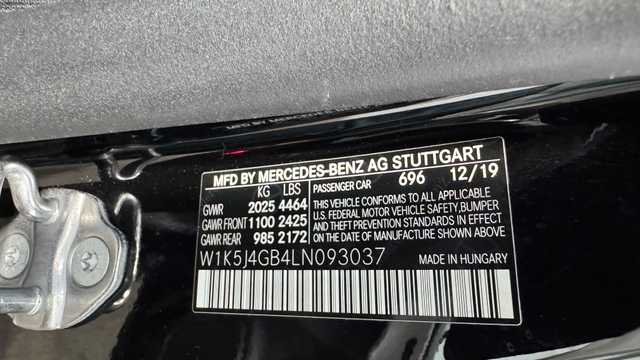 MFD BY MERCEDES-BENZ AG STUTTGART
KG LBS PASSENGER CAR 696 12/19
GVWR 2025 4464 THIS VEHICLE CONFORMS TO ALL APPLICABLE
GAWR FRONT 1100 2425 U.S. FEDERAL MOTOR VEHICLE SAFETY, BUMPER
GAWR REAR 985 2172 AND THEFT PREVENTION STANDARDS IN EFFECT
ON THE DATE OF MANUFACTURE SHOWN ABOVE.
W1K5J4GB4LN093037 MADE IN HUNGARY